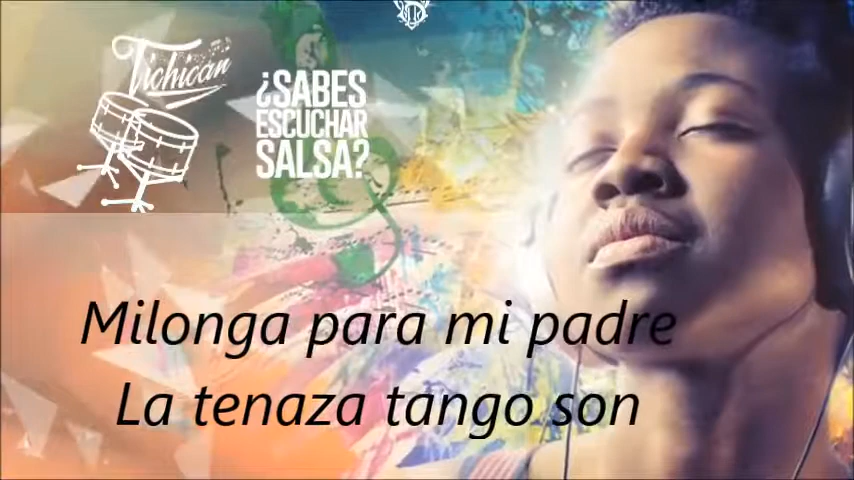 Tichican
¿SABES
ESCUCHAR
SALSA?
Milonga para mi padre
La tenaza tango son